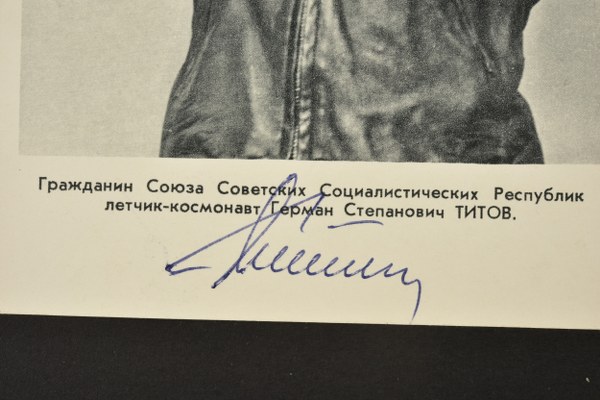 Гражданин Союза Советских Социалистических Республик
летчик-космонавт Герман Степанович ТИТОВ.